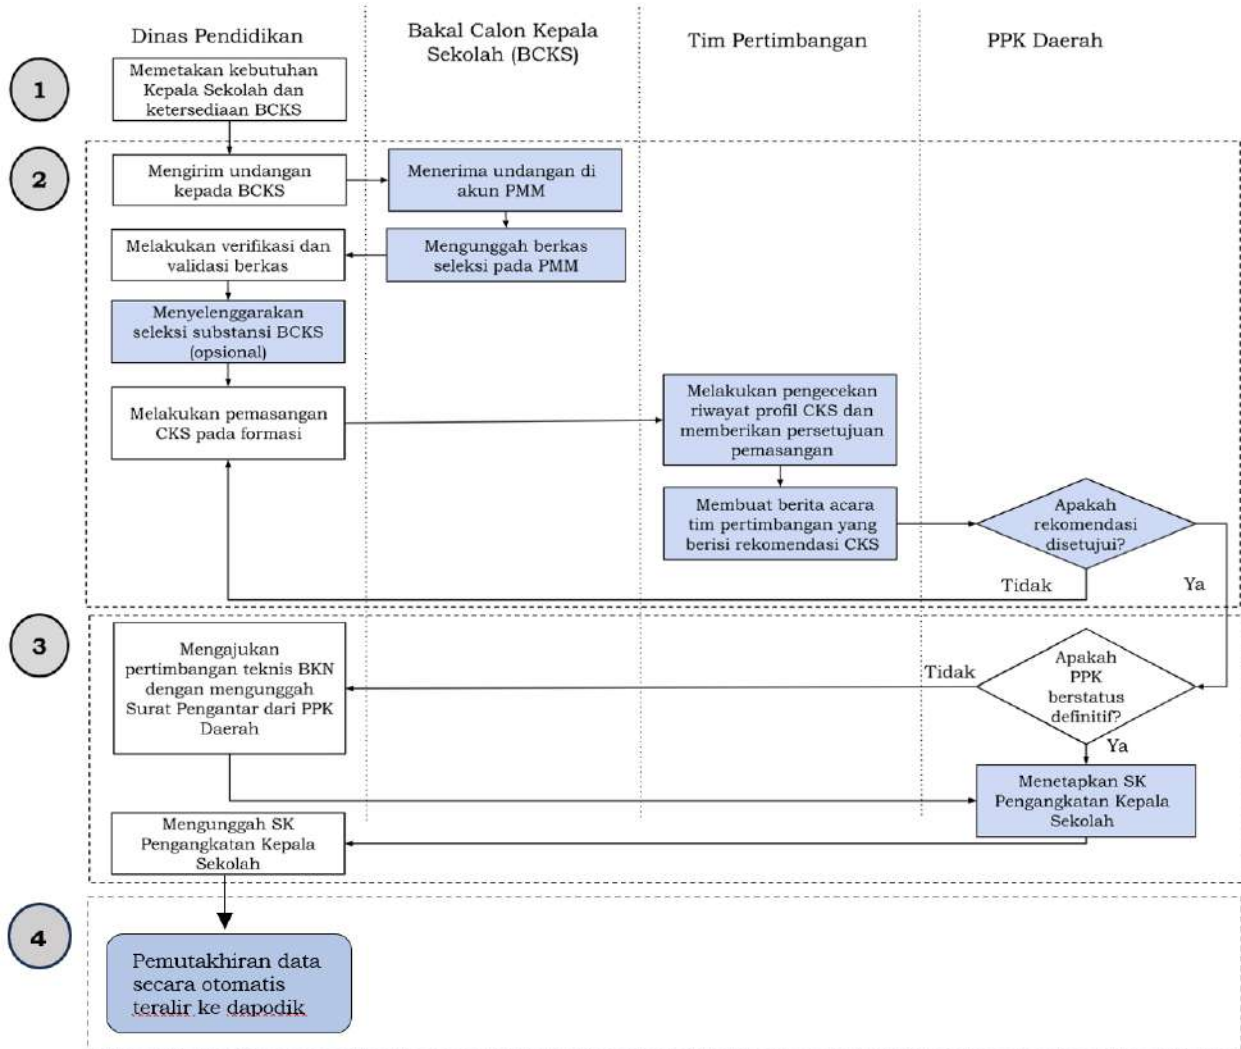 Dinas Pendidikan
Bakal Calon Kepala
Sekolah (BCKS)
Tim Pertimbangan
PPK Daerah
1
Memetakan kebutuhan
Kepala Sekolah dan
ketersediaan BCKS
2
Mengirim undangan
kepada BCKS
Menerima undangan di
akun PMM
Melakukan verifikasi dan
validasi berkas
Mengunggah berkas
seleksi pada PMM
Menyelenggarakan
seleksi substansi BCKS
(opsional)
Melakukan pemasangan
CKS pada formasi
Melakukan pengecekan
riwayat profil CKS dan
memberikan persetujuan
pemasangan
Membuat berita acara
tim pertimbangan yang
berisi rekomendasi CKS
Apakah
rekomendasi
disetujui?
Tidak
Ya
3
Mengajukan
pertimbangan teknis BKN
dengan mengunggah
Surat Pengantar dari PPK
Daerah
Tidak
Apakah
PPK
berstatus
definitif?
Ya
Menetapkan SK
Pengangkatan Kepala
Sekolah
Mengunggah SK
Pengangkatan Kepala
Sekolah
4
Pemutakhiran data
secara otomatis
teralir ke dapodik